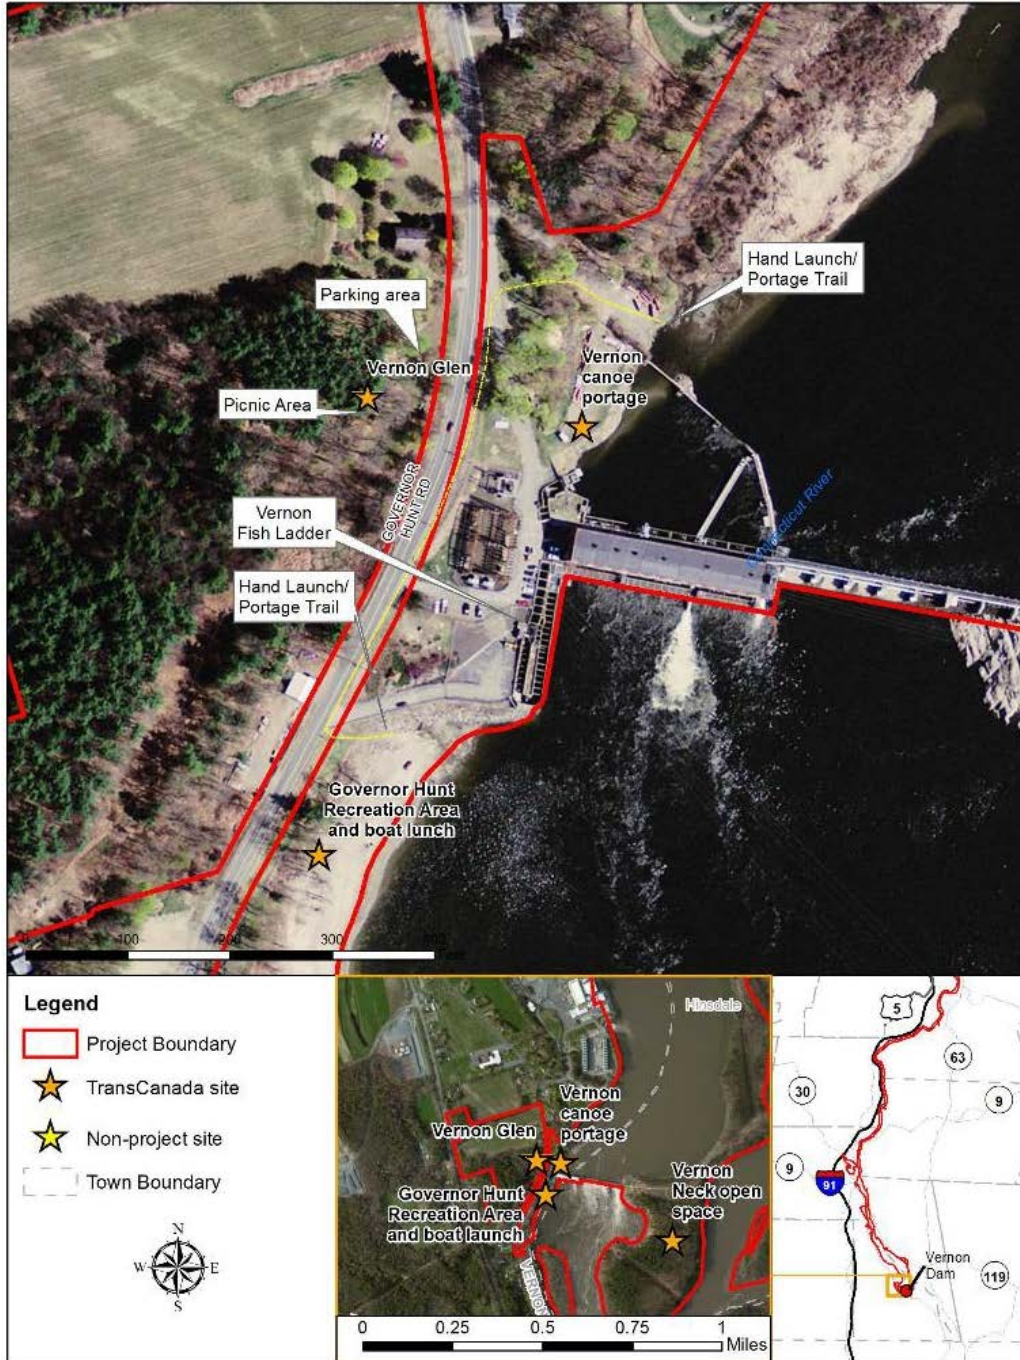 Hand Launch/
Portage Trail
Parking area
Vernon Glen
Vernon
canoe
portage
Picnic Area
GOVERNOR
HUNT RD
Vernon
Fish Ladder
River
Hand Launch/
Portage Trail
Governor Hunt
Recreation Area
and boat lunch
100
200
300
Legend
Project Boundary
TransCanada site
Non-project site
Town Boundary
N
W
E
S
Hinsdale
Vernon
canoe
portage
Vernon Glen
Vernon
Neck open
space
Governor Hunt
Recreation Area
and boat launch
VERNON
0
0.25
0.5
0.75
1
Miles
5
63
30
9
9
91
Vernon
Dam
119